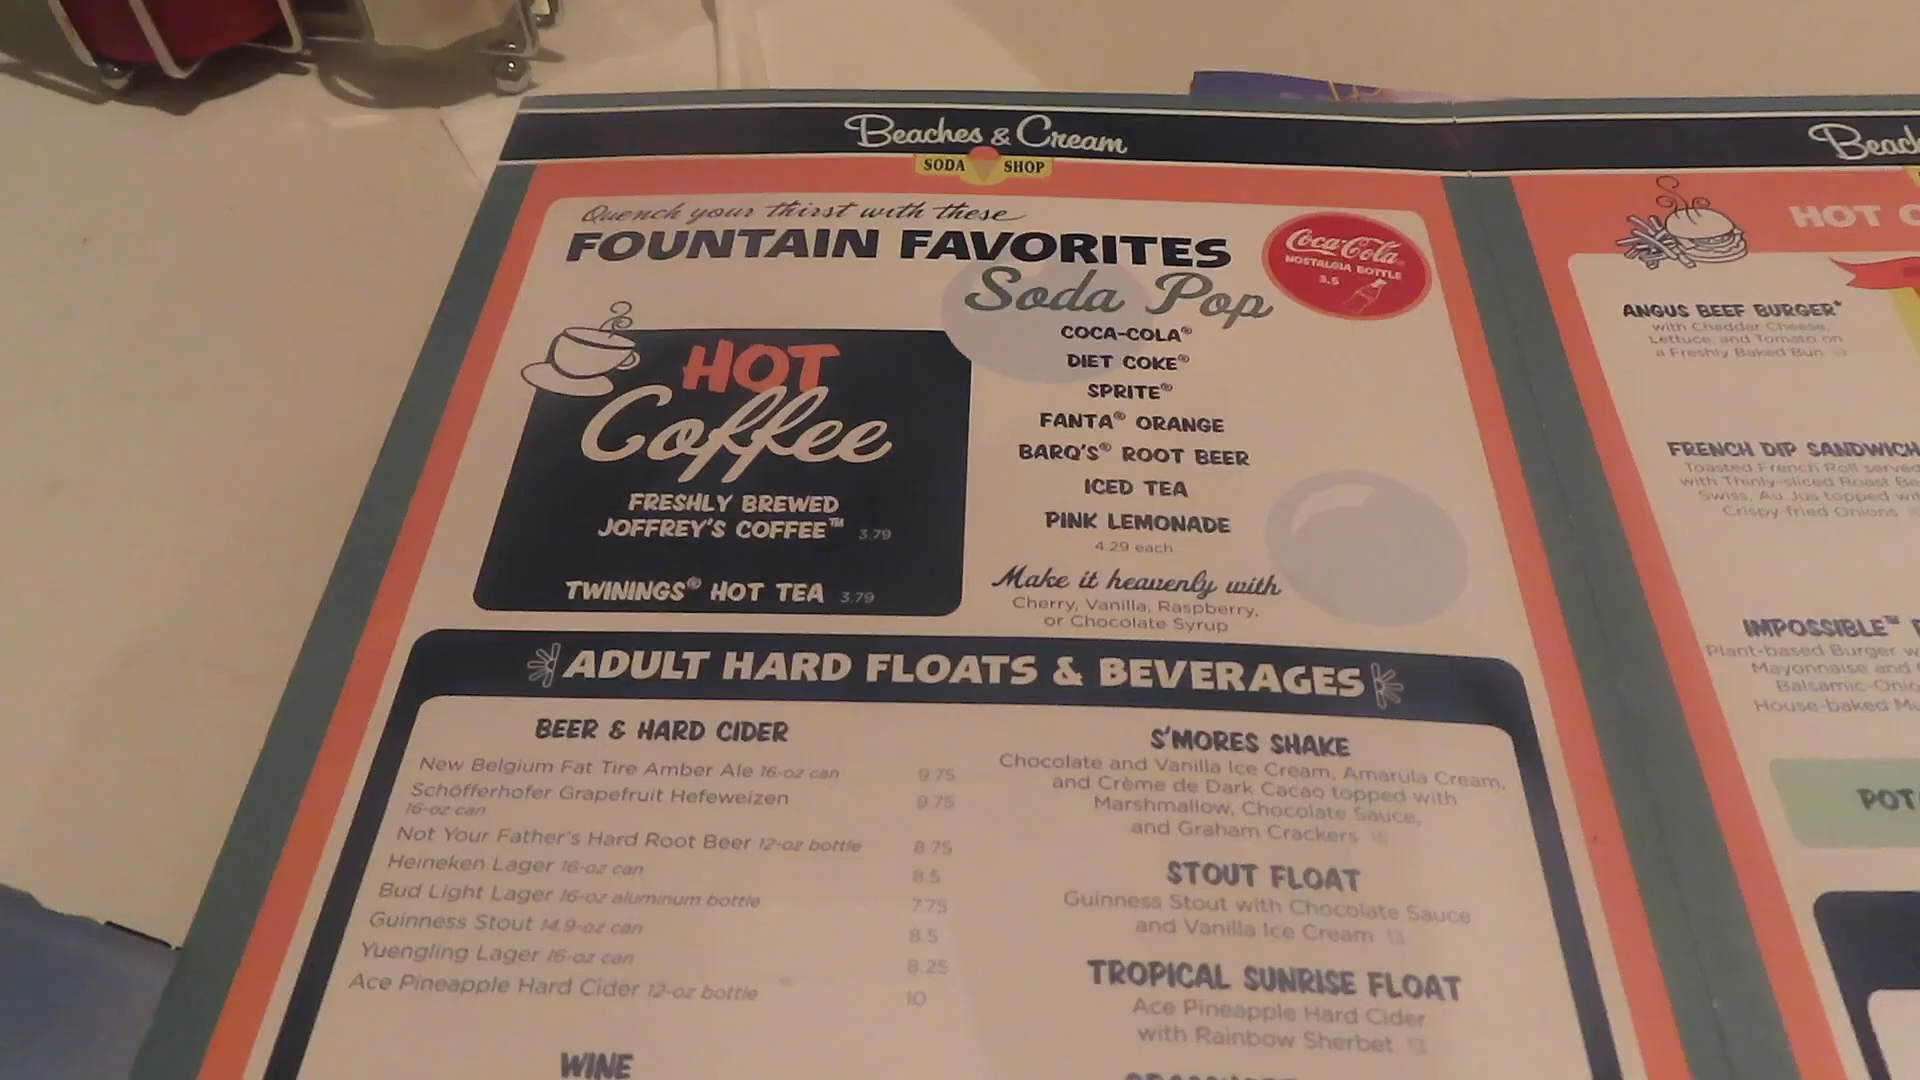 Beaches & Cream
SODA SHOP
Quench your thirst with these
FOUNTAIN FAVORITES
Coca-Cola®
NOSTALGIA BOTTLE
3.5
HOT
Coffee
FRESHLY BREWED
JOFFREY'S COFFEE™ 3.79
TWININGS® HOT TEA 3.79
Soda Pop
COCA-COLA®
DIET COKE®
SPRITE®
FANTA® ORANGE
BARQ'S® ROOT BEER
ICED TEA
PINK LEMONADE
4.29 each
Make it heavenly with
Cherry, Vanilla, Raspberry,
or Chocolate Syrup
ADULT HARD FLOATS & BEVERAGES
BEER & HARD CIDER
New Belgium Fat Tire Amber Ale 16-oz can 9.75
Schöfferhofer Grapefruit Hefeweizen 9.75
16-oz can
Not Your Father's Hard Root Beer 12-oz bottle 8.75
Heineken Lager 16-oz can 8.5
Bud Light Lager 16-oz aluminum bottle 7.75
Guinness Stout 14.9-oz can 8.5
Yuengling Lager 16-oz can 8.25
Ace Pineapple Hard Cider 12-oz bottle 10
WINE
S'MORES SHAKE
Chocolate and Vanilla Ice Cream, Amarula Cream,
and Crème de Dark Cacao topped with
Marshmallow, Chocolate Sauce,
and Graham Crackers
STOUT FLOAT
Guinness Stout with Chocolate Sauce
and Vanilla Ice Cream 13
TROPICAL SUNRISE FLOAT
Ace Pineapple Hard Cider
with Rainbow Sherbet 13
HOT
ANGUS BEEF BURGER*
with Cheddar Cheese,
Lettuce, and Tomato on
a Freshly Baked Bun
FRENCH DIP SANDWICH
Toasted French Roll served
with Thinly-sliced Roast
Swiss, Au Jus topped
Crispy-fried Onions
IMPOSSIBLE™
Plant-based Burger
Mayonnaise and
House-baked